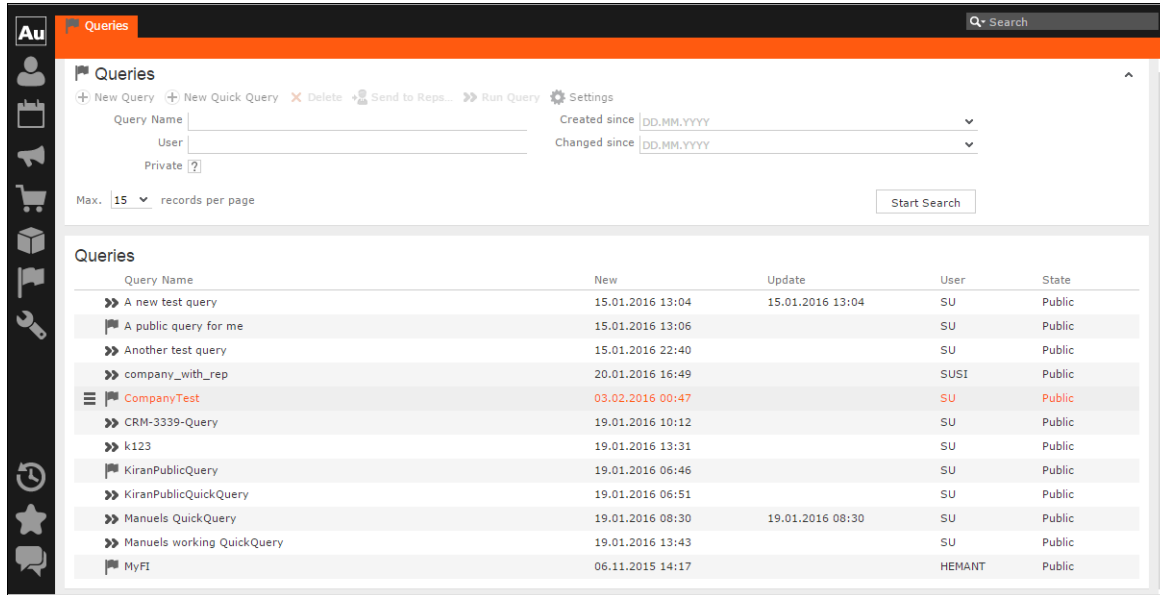 Au Queries Search
Queries
New Query New Quick Query Delete Send to Reps... Run Query Settings
Query Name Created since DD.MM.YYYY
User Changed since DD.MM.YYYY
Private ?
Max. 15 records per page Start Search
Queries
Query Name New Update User State
A new test query 15.01.2016 13:04 15.01.2016 13:04 SU Public
A public query for me 15.01.2016 13:06 SU Public
Another test query 15.01.2016 22:40 SU Public
company_with_rep 20.01.2016 16:49 SUSI Public
CompanyTest 03.02.2016 00:47 SU Public
CRM-3339-Query 19.01.2016 10:12 SU Public
k123 19.01.2016 13:31 SU Public
KiranPublicQuery 19.01.2016 06:46 SU Public
KiranPublicQuickQuery 19.01.2016 06:51 SU Public
Manuels QuickQuery 19.01.2016 08:30 19.01.2016 08:30 SU Public
Manuels working QuickQuery 19.01.2016 13:43 SU Public
MyFI 06.11.2015 14:17 HEMANT Public